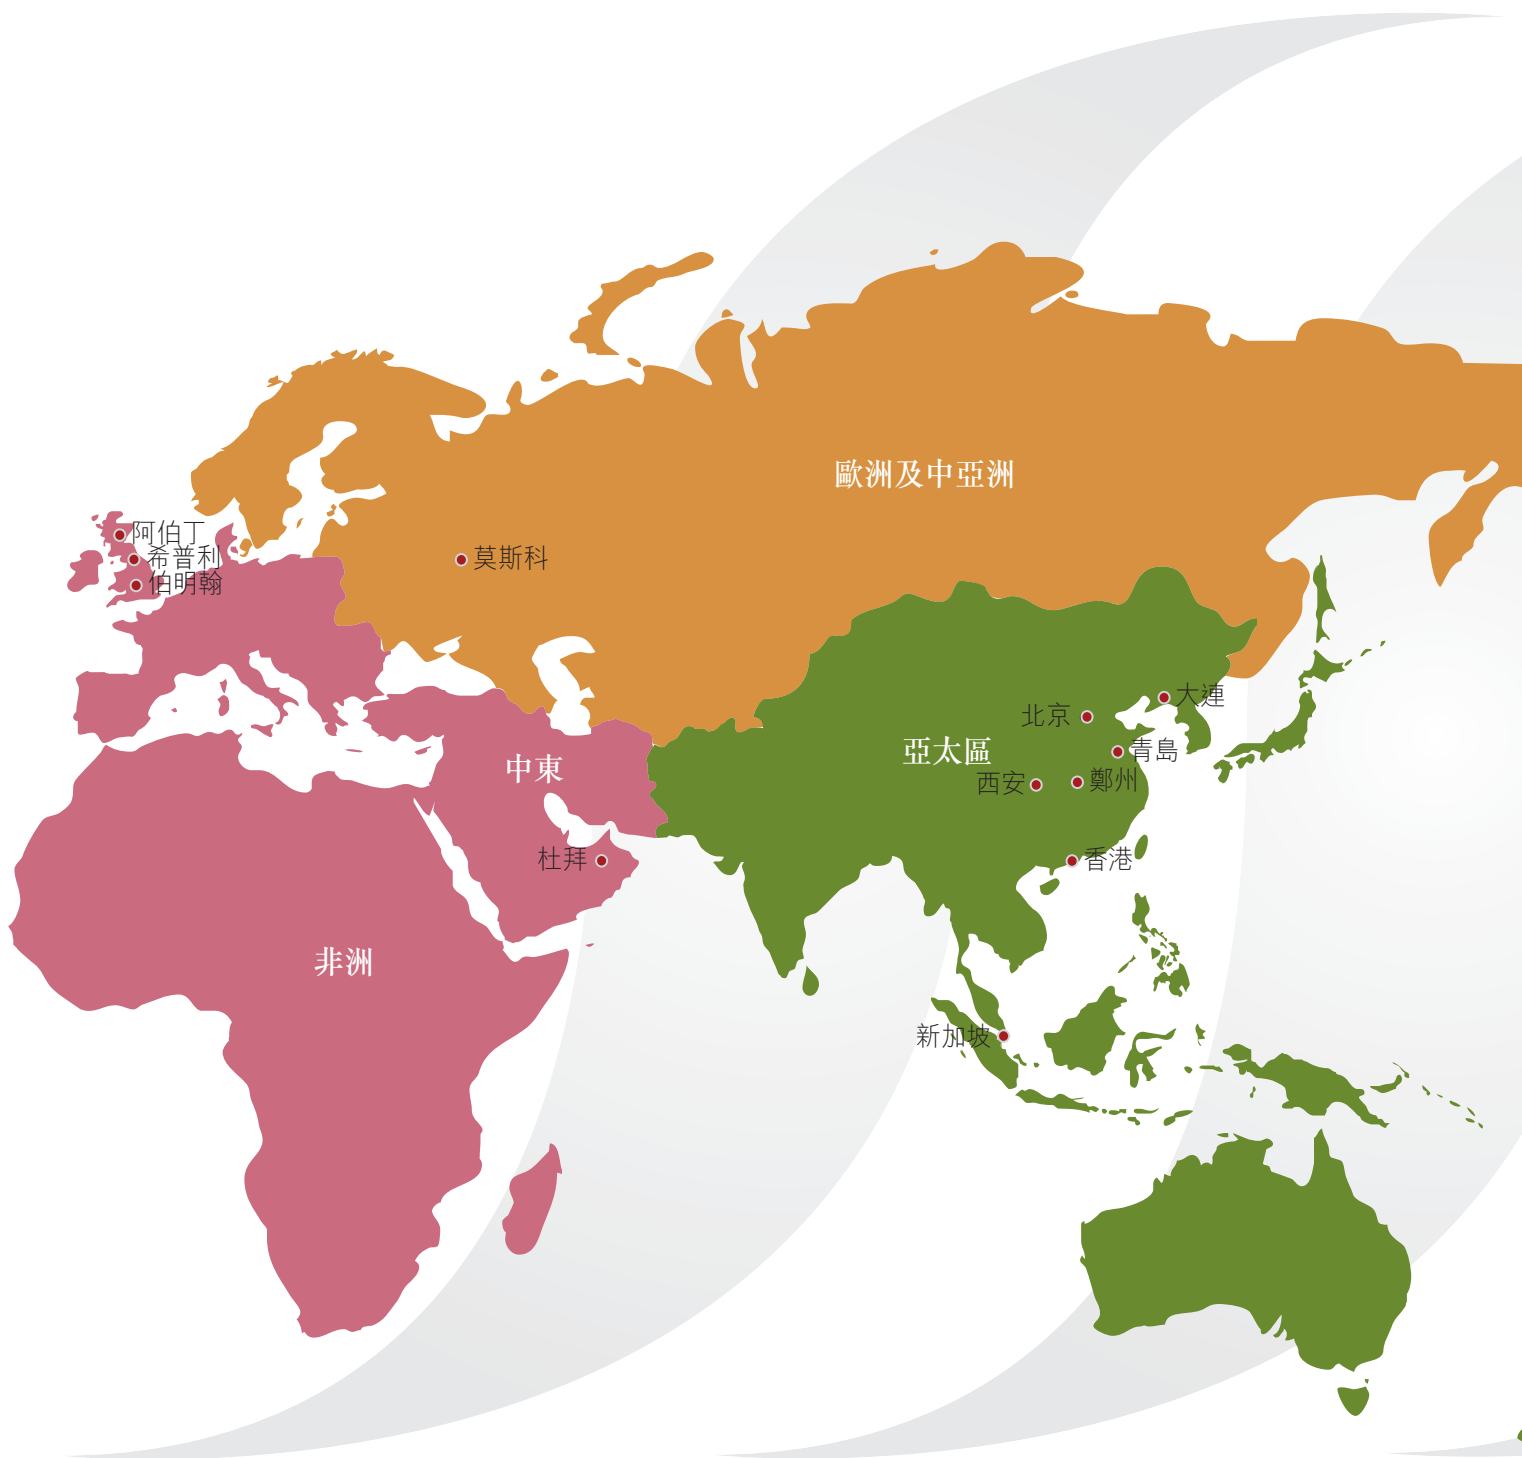 歐洲及中亞洲
阿伯丁
希普利
伯明翰
莫斯科
大連
北京
亞太區
青島
中東
西安
鄭州
杜拜
香港
非洲
新加坡